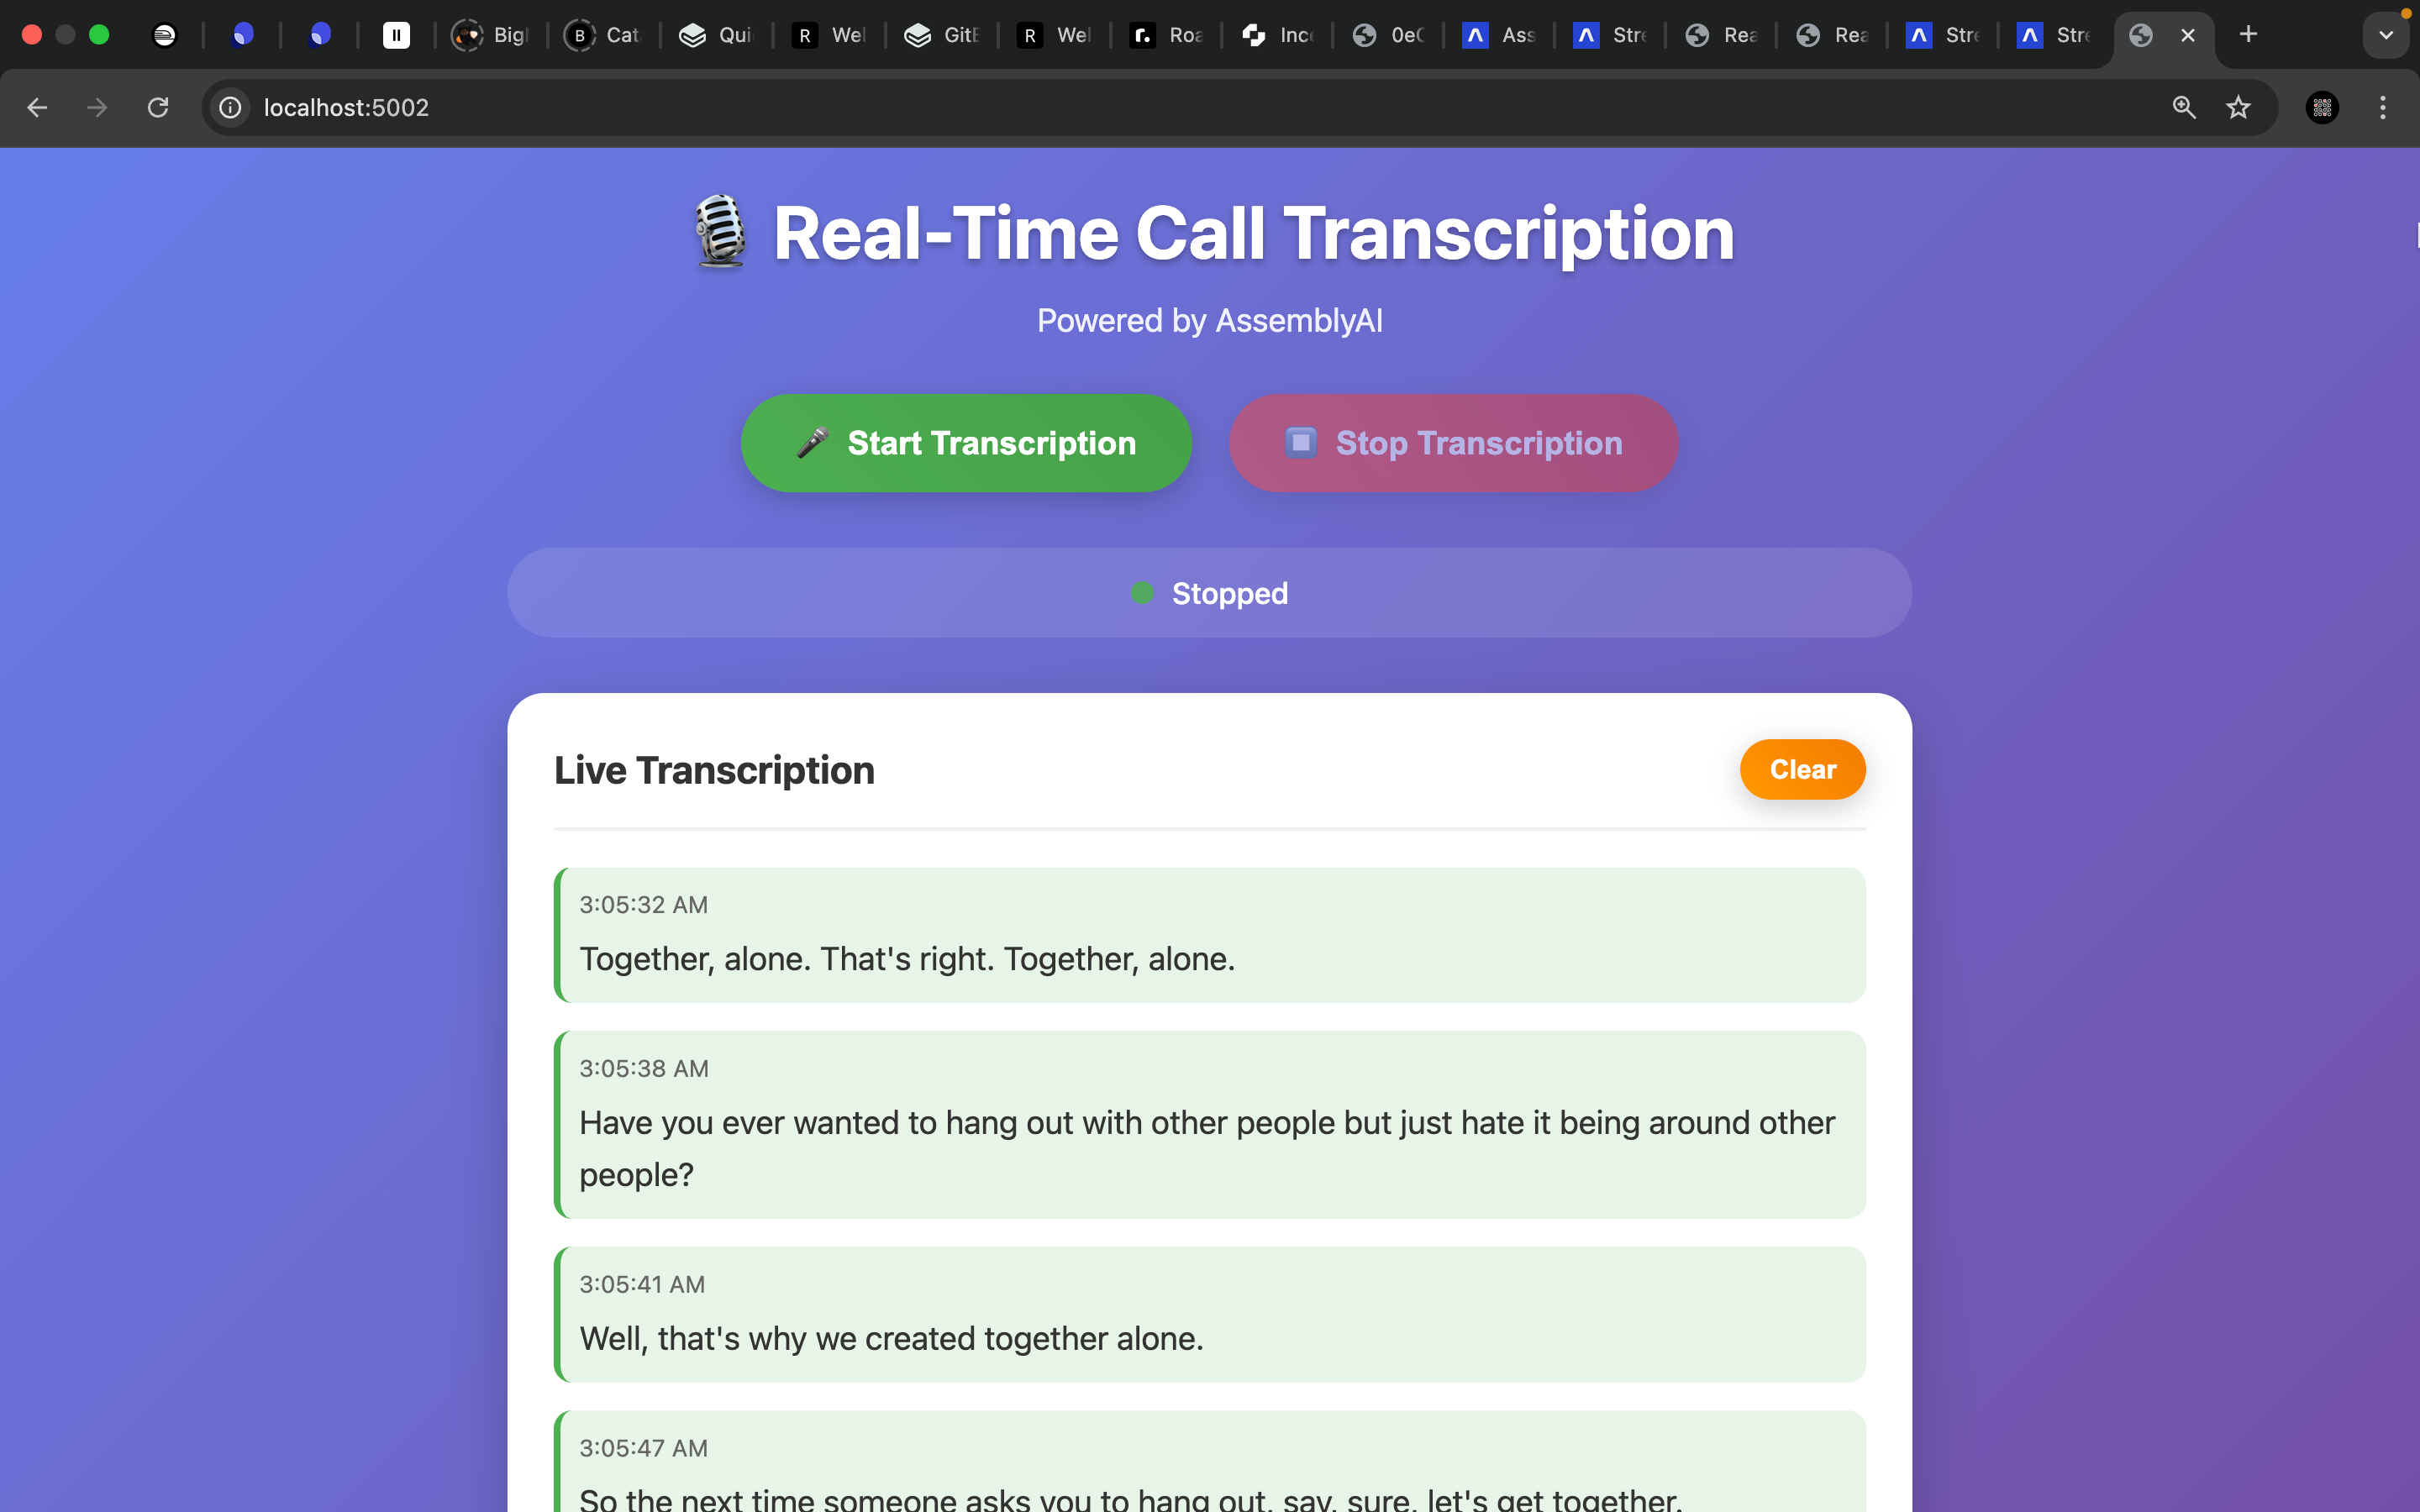 Big
Cat
Qui
R
Wel
GitE
R
Wel
Roa
Inc
0eC
Ass
Stre
Rea
Rea
Stre
Stre
localhost:5002
Real-Time Call Transcription
Powered by AssemblyAI
Start Transcription
Stop Transcription
Stopped
Live Transcription
Clear
3:05:32 AM
Together, alone. That's right. Together, alone.
3:05:38 AM
Have you ever wanted to hang out with other people but just hate it being around other
people?
3:05:41 AM
Well, that's why we created together alone.
3:05:47 AM
So the next time someone asks you to hang out, say, sure, let's get together.